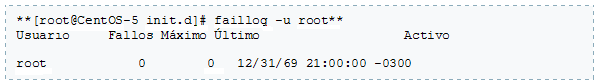 **[root@CentOS-5 init.d]# faillog -u root**
Usuario Fallos Máximo Último Activo
root 0 0 12/31/69 21:00:00 -0300